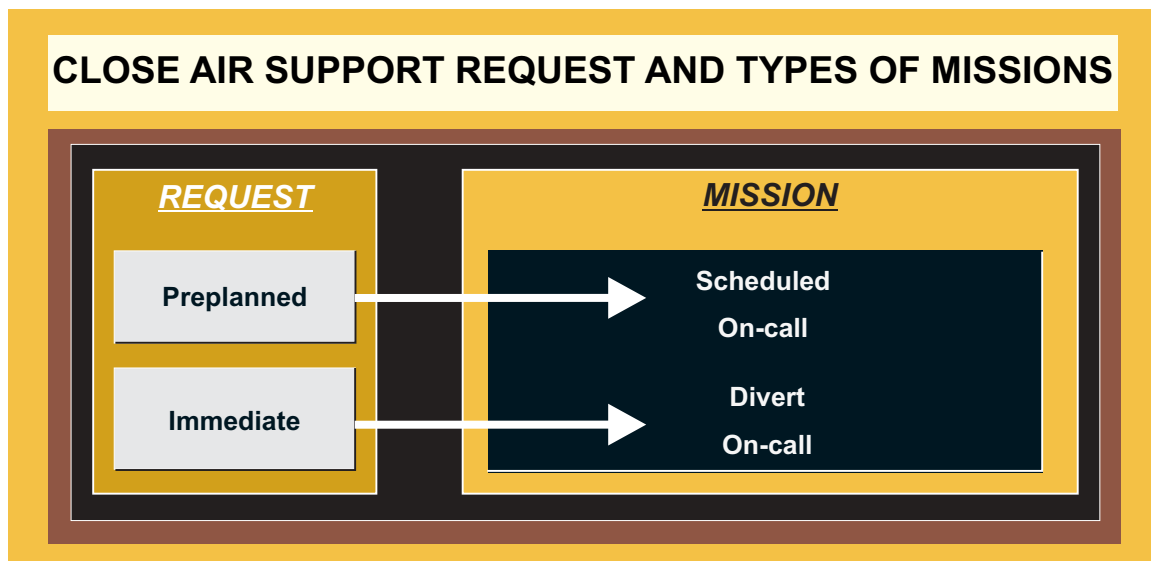 CLOSE AIR SUPPORT REQUEST AND TYPES OF MISSIONS
REQUEST
Preplanned
Immediate
MISSION
Scheduled
On-call
Divert
On-call